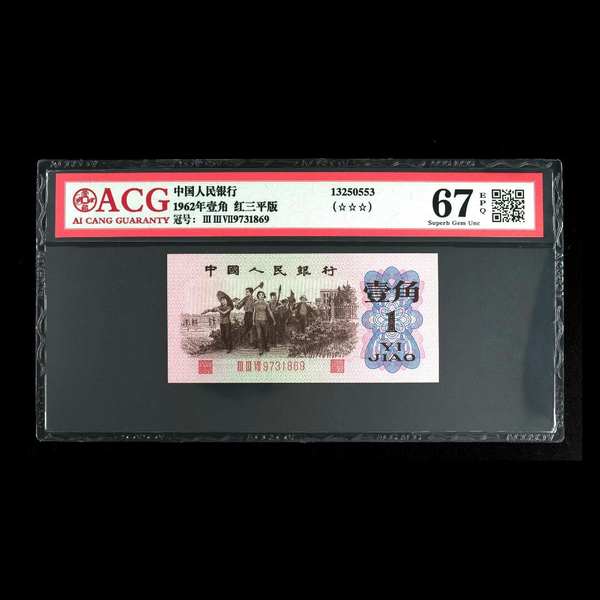 ACG
AI CANG GUARANTY
中国人民银行
1962年壹角 红三平版
冠号: III III VII9731869
13250553
(☆☆☆)
67
EPQ
Superb Gem Unc
中國人民銀行
壹角
1
YI
JIAO
III III VII 9731869